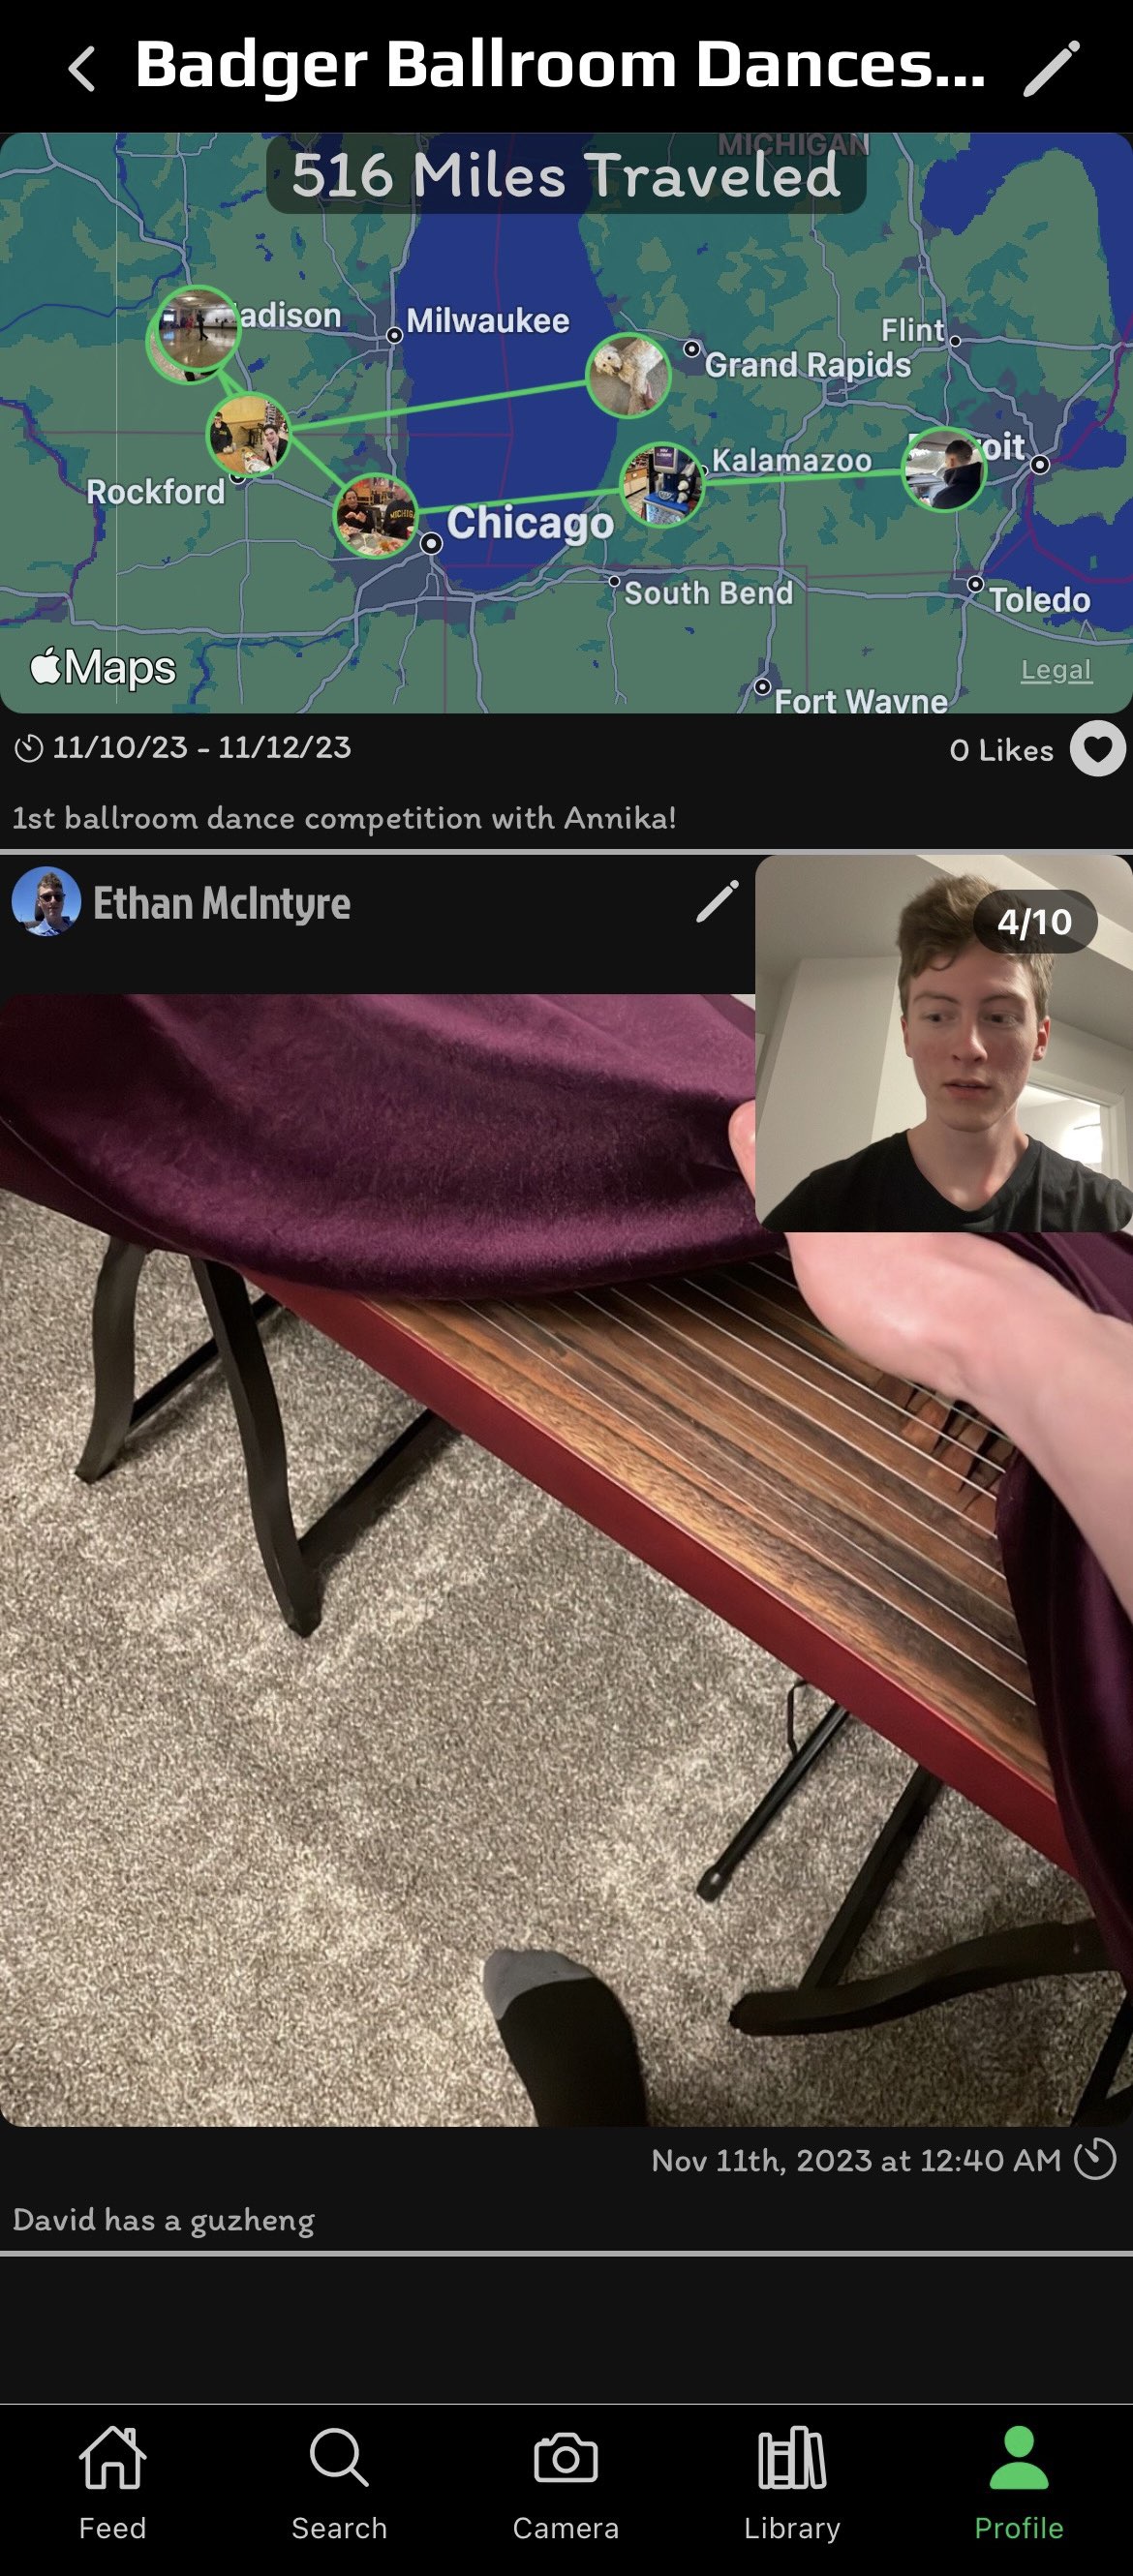 Badger Ballroom Dances...
MICHIGAN
516 Miles Traveled
adison
Milwaukee
Flint
Grand Rapids
oit
Kalamazoo
Rockford
Chicago
South Bend
Toledo
Maps
Legal
Fort Wayne
11/10/23 - 11/12/23
0 Likes
1st ballroom dance competition with Annika!
Ethan McIntyre
4/10
Nov 11th, 2023 at 12:40 AM
David has a guzheng
Feed
Search
Camera
Library
Profile